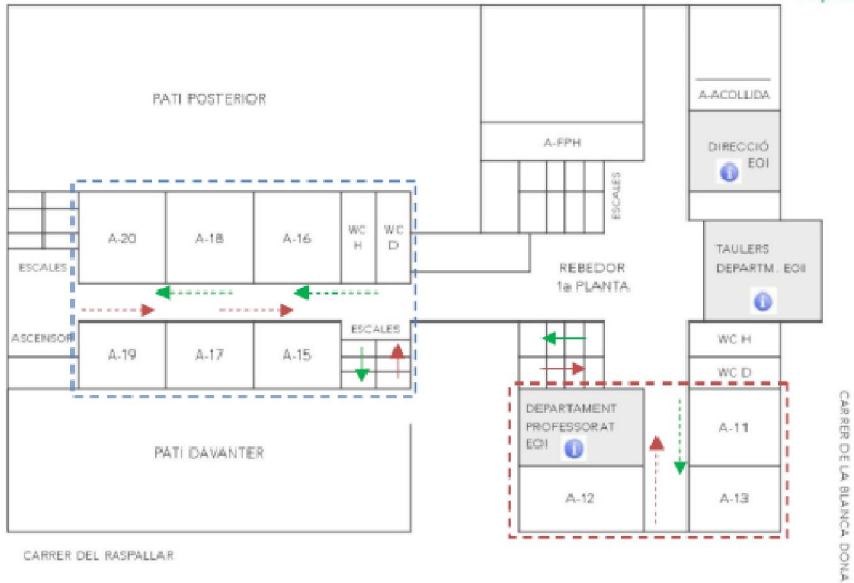 PATI POSTERIOR
A-ACOLLIDA
A-FPH
DIRECCIÓ
EOI
ESCALES
A-20
A-18
A-16
WC
H
WC
D
TAULERS
DEPARTM. EOI
REBEDOR
1a PLANTA
ESCALES
ASCENSOR
A-19
A-17
A-15
ESCALES
WC H
WC D
DEPARTAMENT
PROFESSORAT
EOI
A-11
A-12
A-13
PATI DAVANTER
CARRER DEL RASPALLAR
CARRER DE LA BLANCA DONA